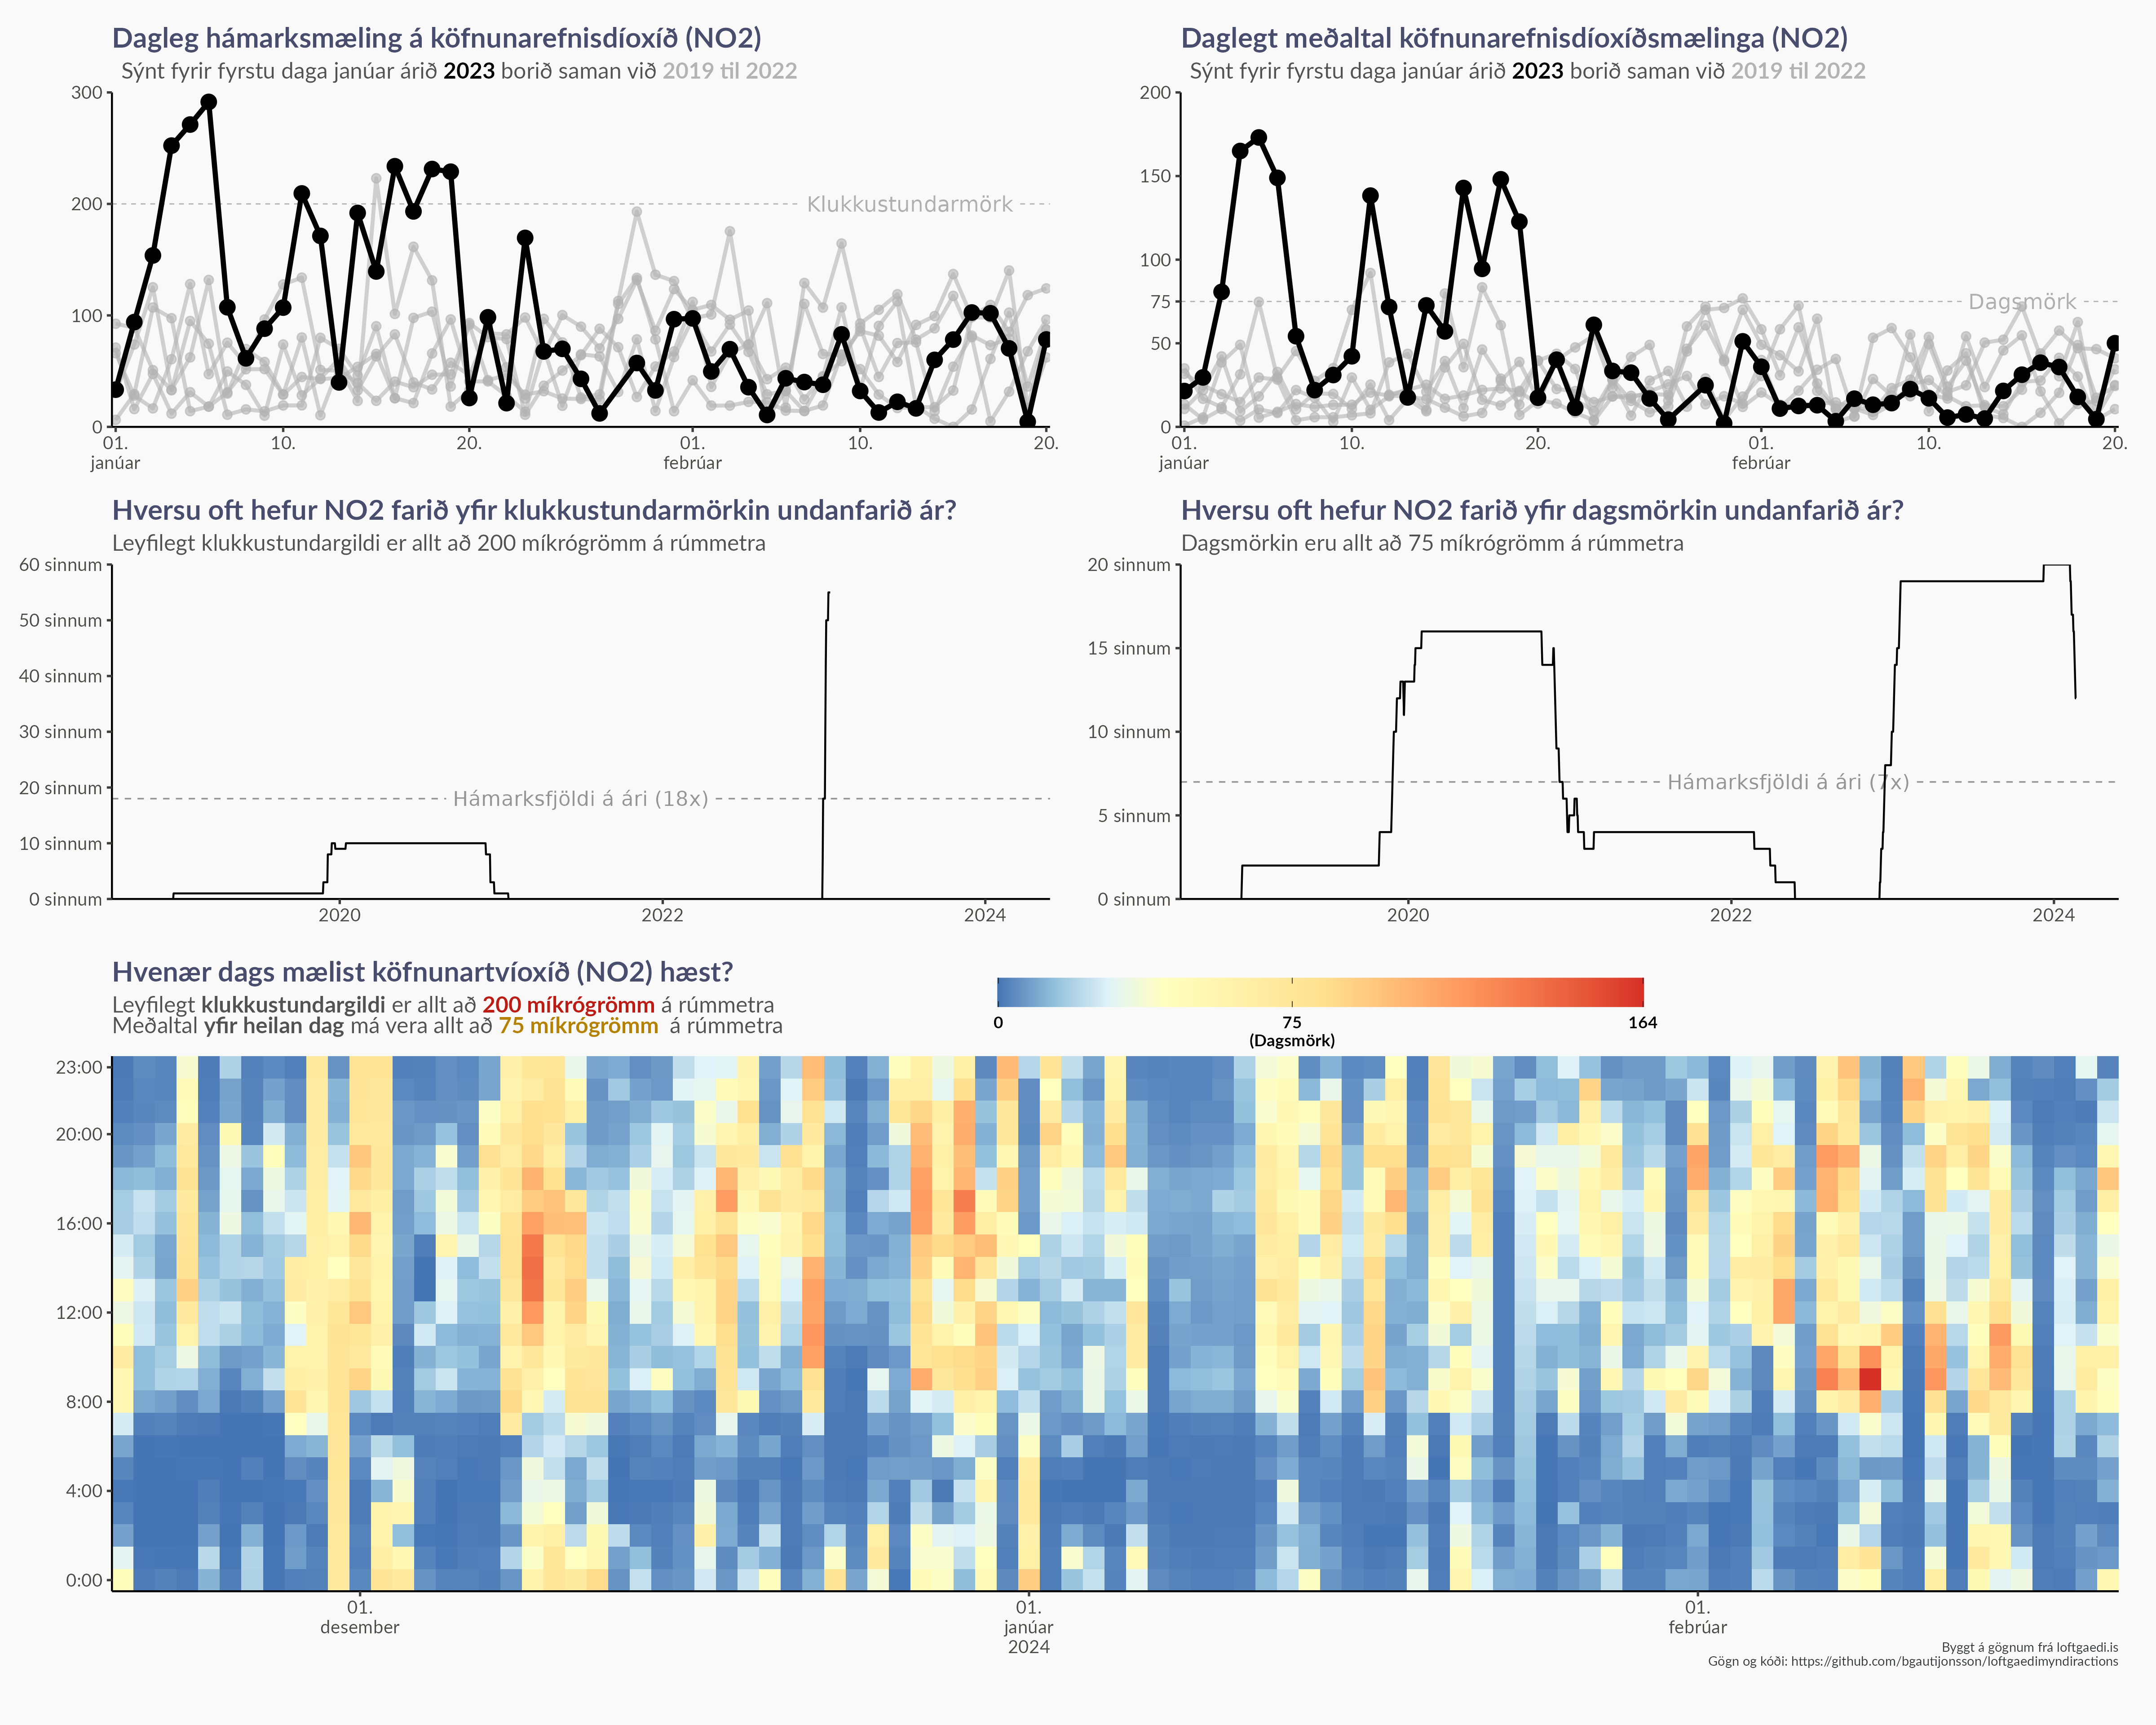 Dagleg hámarksmæling á köfnunarefnisdíoxíð (NO2)
Sýnt fyrir fyrstu daga janúar árið 2023 borið saman við 2019 til 2022
300
200
100
0
Klukkustundarmörk
01.
janúar
10.
20.
01.
febrúar
10.
20.
Daglegt meðaltal köfnunarefnisdíoxíðsmælinga (NO2)
Sýnt fyrir fyrstu daga janúar árið 2023 borið saman við 2019 til 2022
200
150
100
75
50
0
Dagsmörk
01.
janúar
10.
20.
01.
febrúar
10.
20.
Hversu oft hefur NO2 farið yfir klukkustundarmörkin undanfarið ár?
Leyfilegt klukkustundargildi er allt að 200 míkrógrömm á rúmmetra
60 sinnum
50 sinnum
40 sinnum
30 sinnum
20 sinnum
10 sinnum
0 sinnum
Hámarksfjöldi á ári (18x)
2020
2022
2024
Hversu oft hefur NO2 farið yfir dagsmörkin undanfarið ár?
Dagsmörkin eru allt að 75 míkrógrömm á rúmmetra
20 sinnum
15 sinnum
10 sinnum
5 sinnum
0 sinnum
Hámarksfjöldi á ári (7x)
2020
2022
2024
Hvenær dags mælist köfnunartvíoxíð (NO2) hæst?
Leyfilegt klukkustundargildi er allt að 200 míkrógrömm á rúmmetra
Meðaltal yfir heilan dag má vera allt að 75 míkrógrömm á rúmmetra
0
75
(Dagsmörk)
164
23:00
20:00
16:00
12:00
8:00
4:00
0:00
01.
desember
01.
janúar
2024
01.
febrúar
Byggt á gögnum frá loftgaedi.is
Gögn og kóði: https://github.com/bgautijonsson/loftgaedimyndiractions